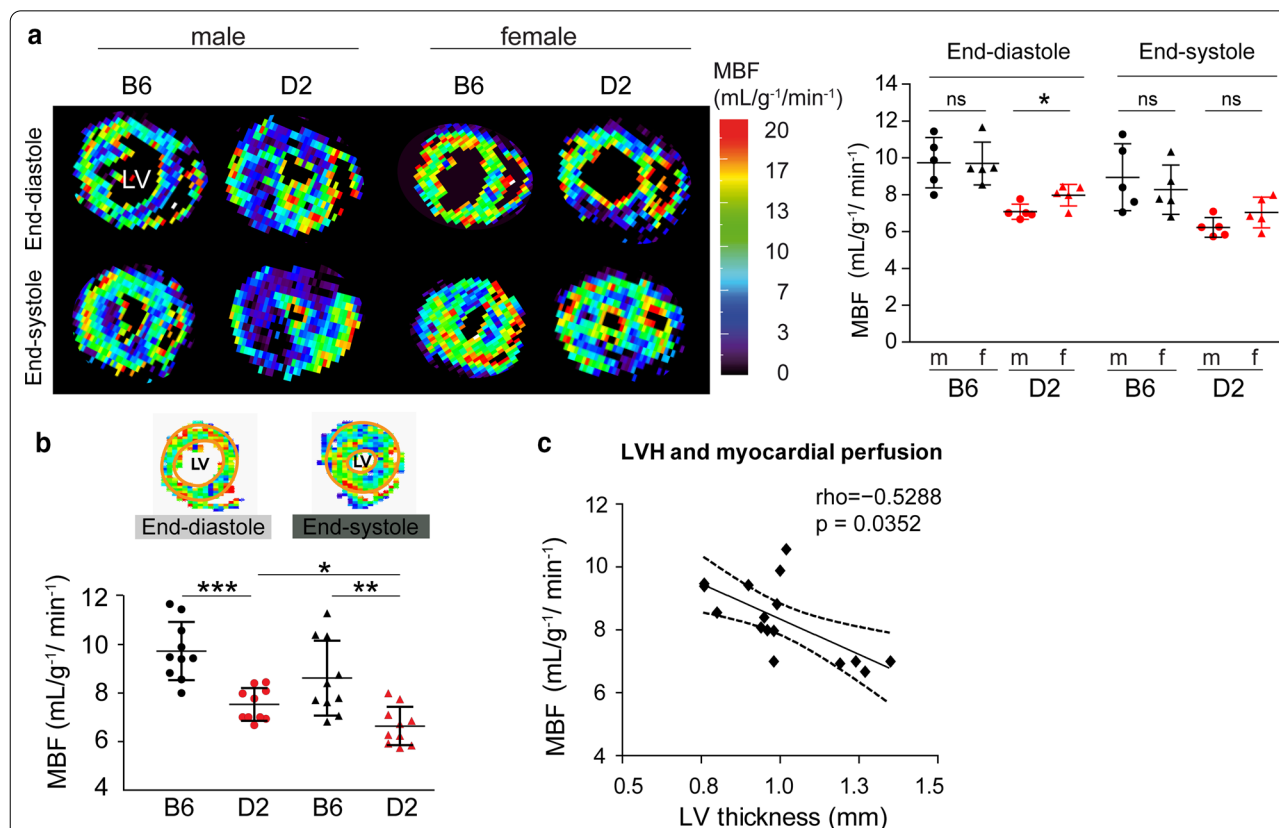 a
male female
B6 D2 B6 D2
MBF
(mL/g⁻¹/min⁻¹)
End-diastole
LV
End-systole
20
17
13
10
7
3
0
End-diastole End-systole
ns * ns ns
MBF (mL/g⁻¹/ min⁻¹)
14
12
10
8
6
4
2
0
m f m f m f m f
B6 D2 B6 D2
b
LV LV
End-diastole End-systole
*
*** **
MBF (mL/g⁻¹/ min⁻¹)
12
10
8
6
4
B6 D2 B6 D2
c
LVH and myocardial perfusion
rho=−0.5288
p = 0.0352
MBF (mL/g⁻¹/ min⁻¹)
12
10
8
6
4
0.5 0.8 1.0 1.3 1.5
LV thickness (mm)